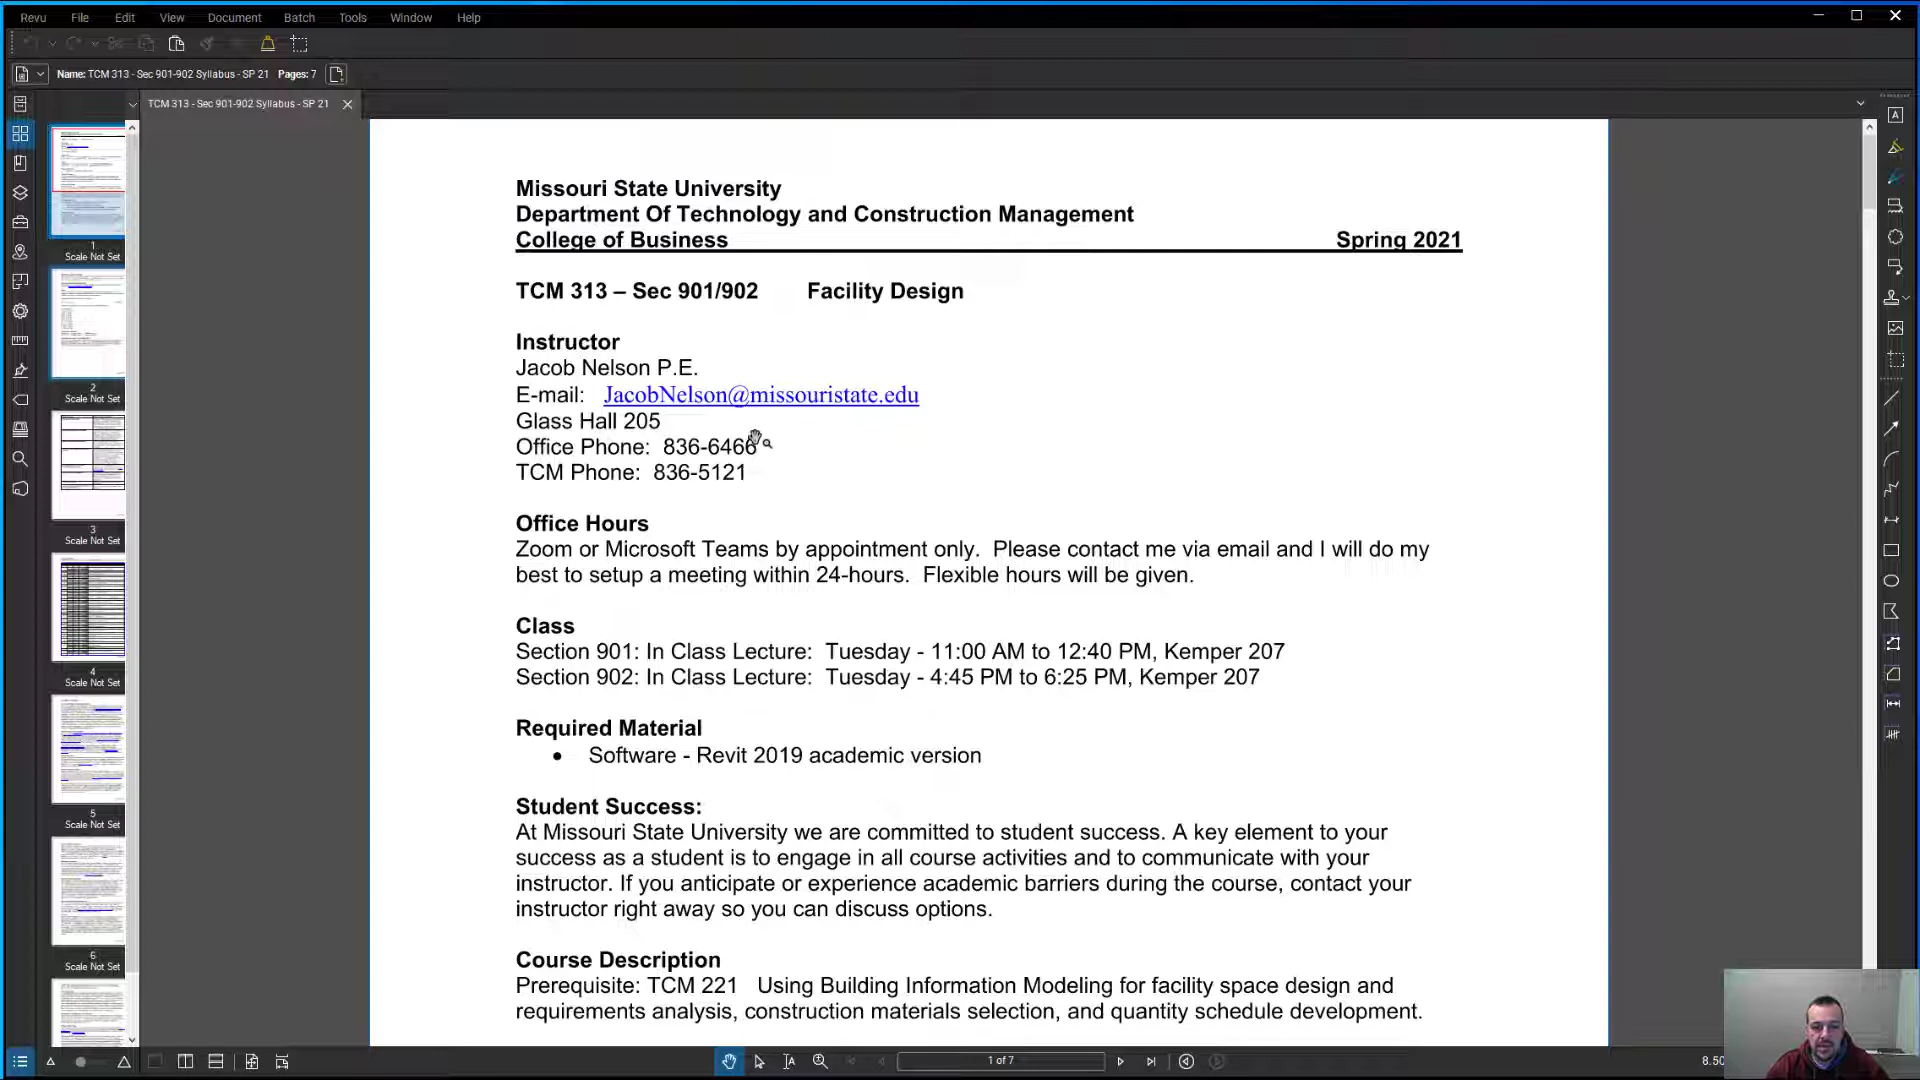 Revu File Edit View Document Batch Tools Window Help
Name: TCM 313 - Sec 901-902 Syllabus - SP 21 Pages: 7
TCM 313 - Sec 901-902 Syllabus - SP 21
1
Scale Not Set
2
Scale Not Set
3
Scale Not Set
4
Scale Not Set
5
Scale Not Set
6
Scale Not Set
Missouri State University
Department Of Technology and Construction Management
College of Business Spring 2021
TCM 313 – Sec 901/902 Facility Design
Instructor
Jacob Nelson P.E.
E-mail: JacobNelson@missouristate.edu
Glass Hall 205
Office Phone: 836-6466
TCM Phone: 836-5121
Office Hours
Zoom or Microsoft Teams by appointment only. Please contact me via email and I will do my
best to setup a meeting within 24-hours. Flexible hours will be given.
Class
Section 901: In Class Lecture: Tuesday - 11:00 AM to 12:40 PM, Kemper 207
Section 902: In Class Lecture: Tuesday - 4:45 PM to 6:25 PM, Kemper 207
Required Material
• Software - Revit 2019 academic version
Student Success:
At Missouri State University we are committed to student success. A key element to your
success as a student is to engage in all course activities and to communicate with your
instructor. If you anticipate or experience academic barriers during the course, contact your
instructor right away so you can discuss options.
Course Description
Prerequisite: TCM 221 Using Building Information Modeling for facility space design and
requirements analysis, construction materials selection, and quantity schedule development.
1 of 7
8.50